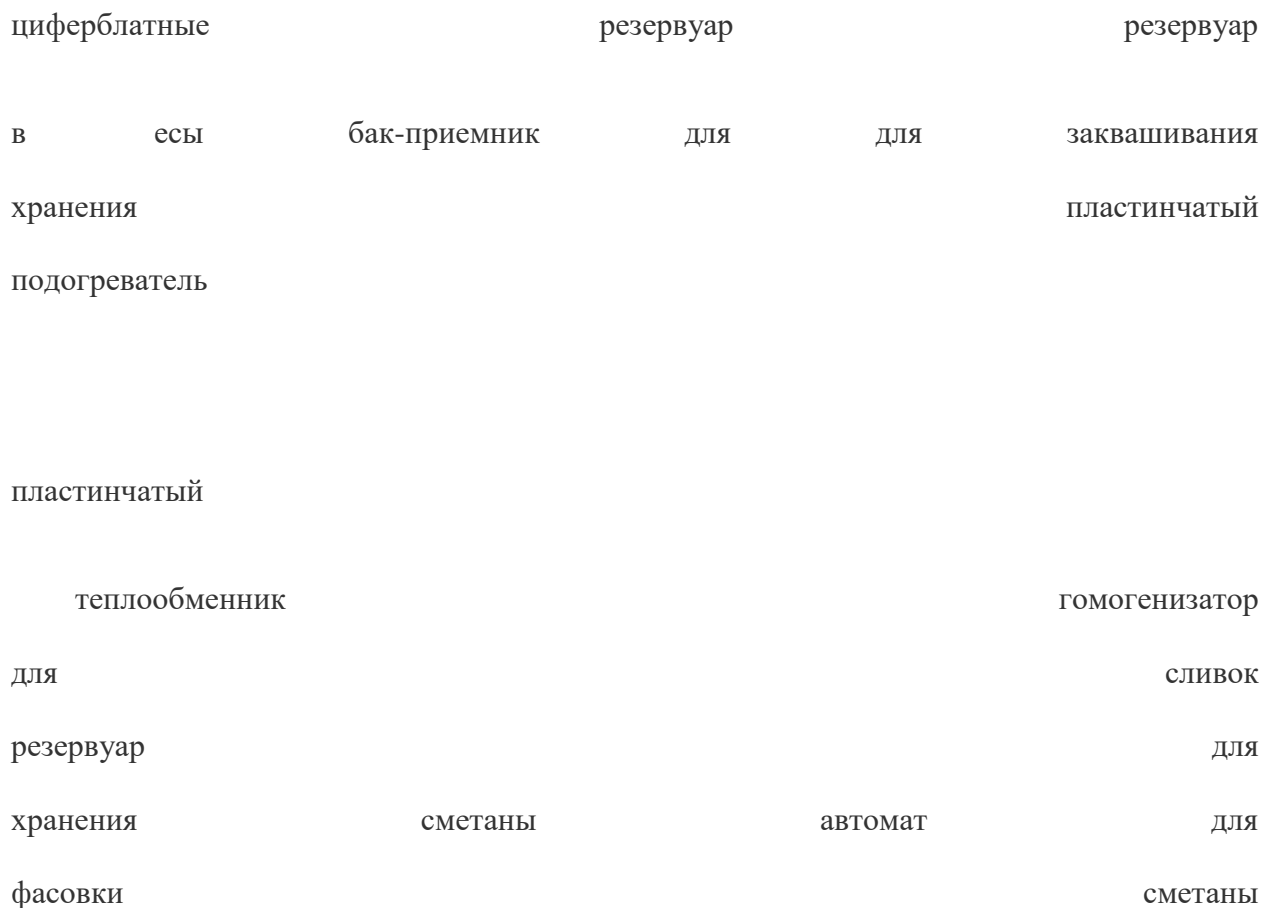 циферблатные резервуар резервуар
в есы бак-приемник для для заквашивания
хранения пластинчатый
подогреватель
пластинчатый
теплообменник гомогенизатор
для сливок
резервуар для
хранения сметаны автомат для
фасовки сметаны